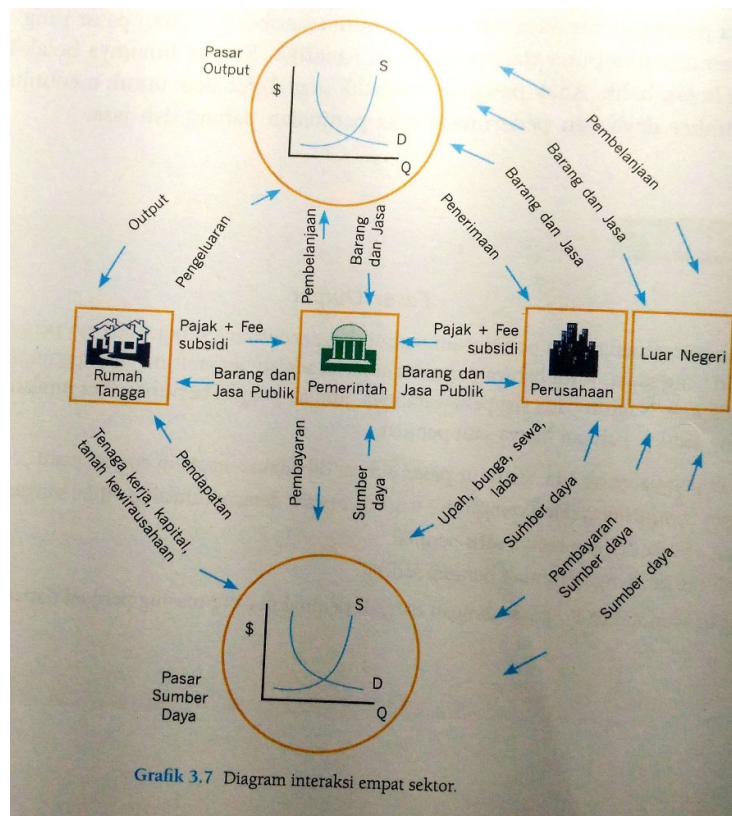 Pasar
Output
$
S
D
Q
Output
Pengeluaran
Pembelanjaan
Barang
dan Jasa
Penerimaan
Barang dan Jasa
Barang dan Jasa
Pembelanjaan
Rumah
Tangga
Pajak + Fee
subsidi
Barang dan
Jasa Publik
Pemerintah
Pajak + Fee
subsidi
Barang dan
Jasa Publik
Perusahaan
Luar Negeri
Tenaga kerja, kapital,
tanah kewirausahaan
Pendapatan
Pembayaran
Sumber
daya
Upah, bunga, sewa,
laba
Sumber daya
Pembayaran
Sumber daya
Sumber daya
Pasar
Sumber
Daya
$
S
D
Q
Grafik 3.7 Diagram interaksi empat sektor.